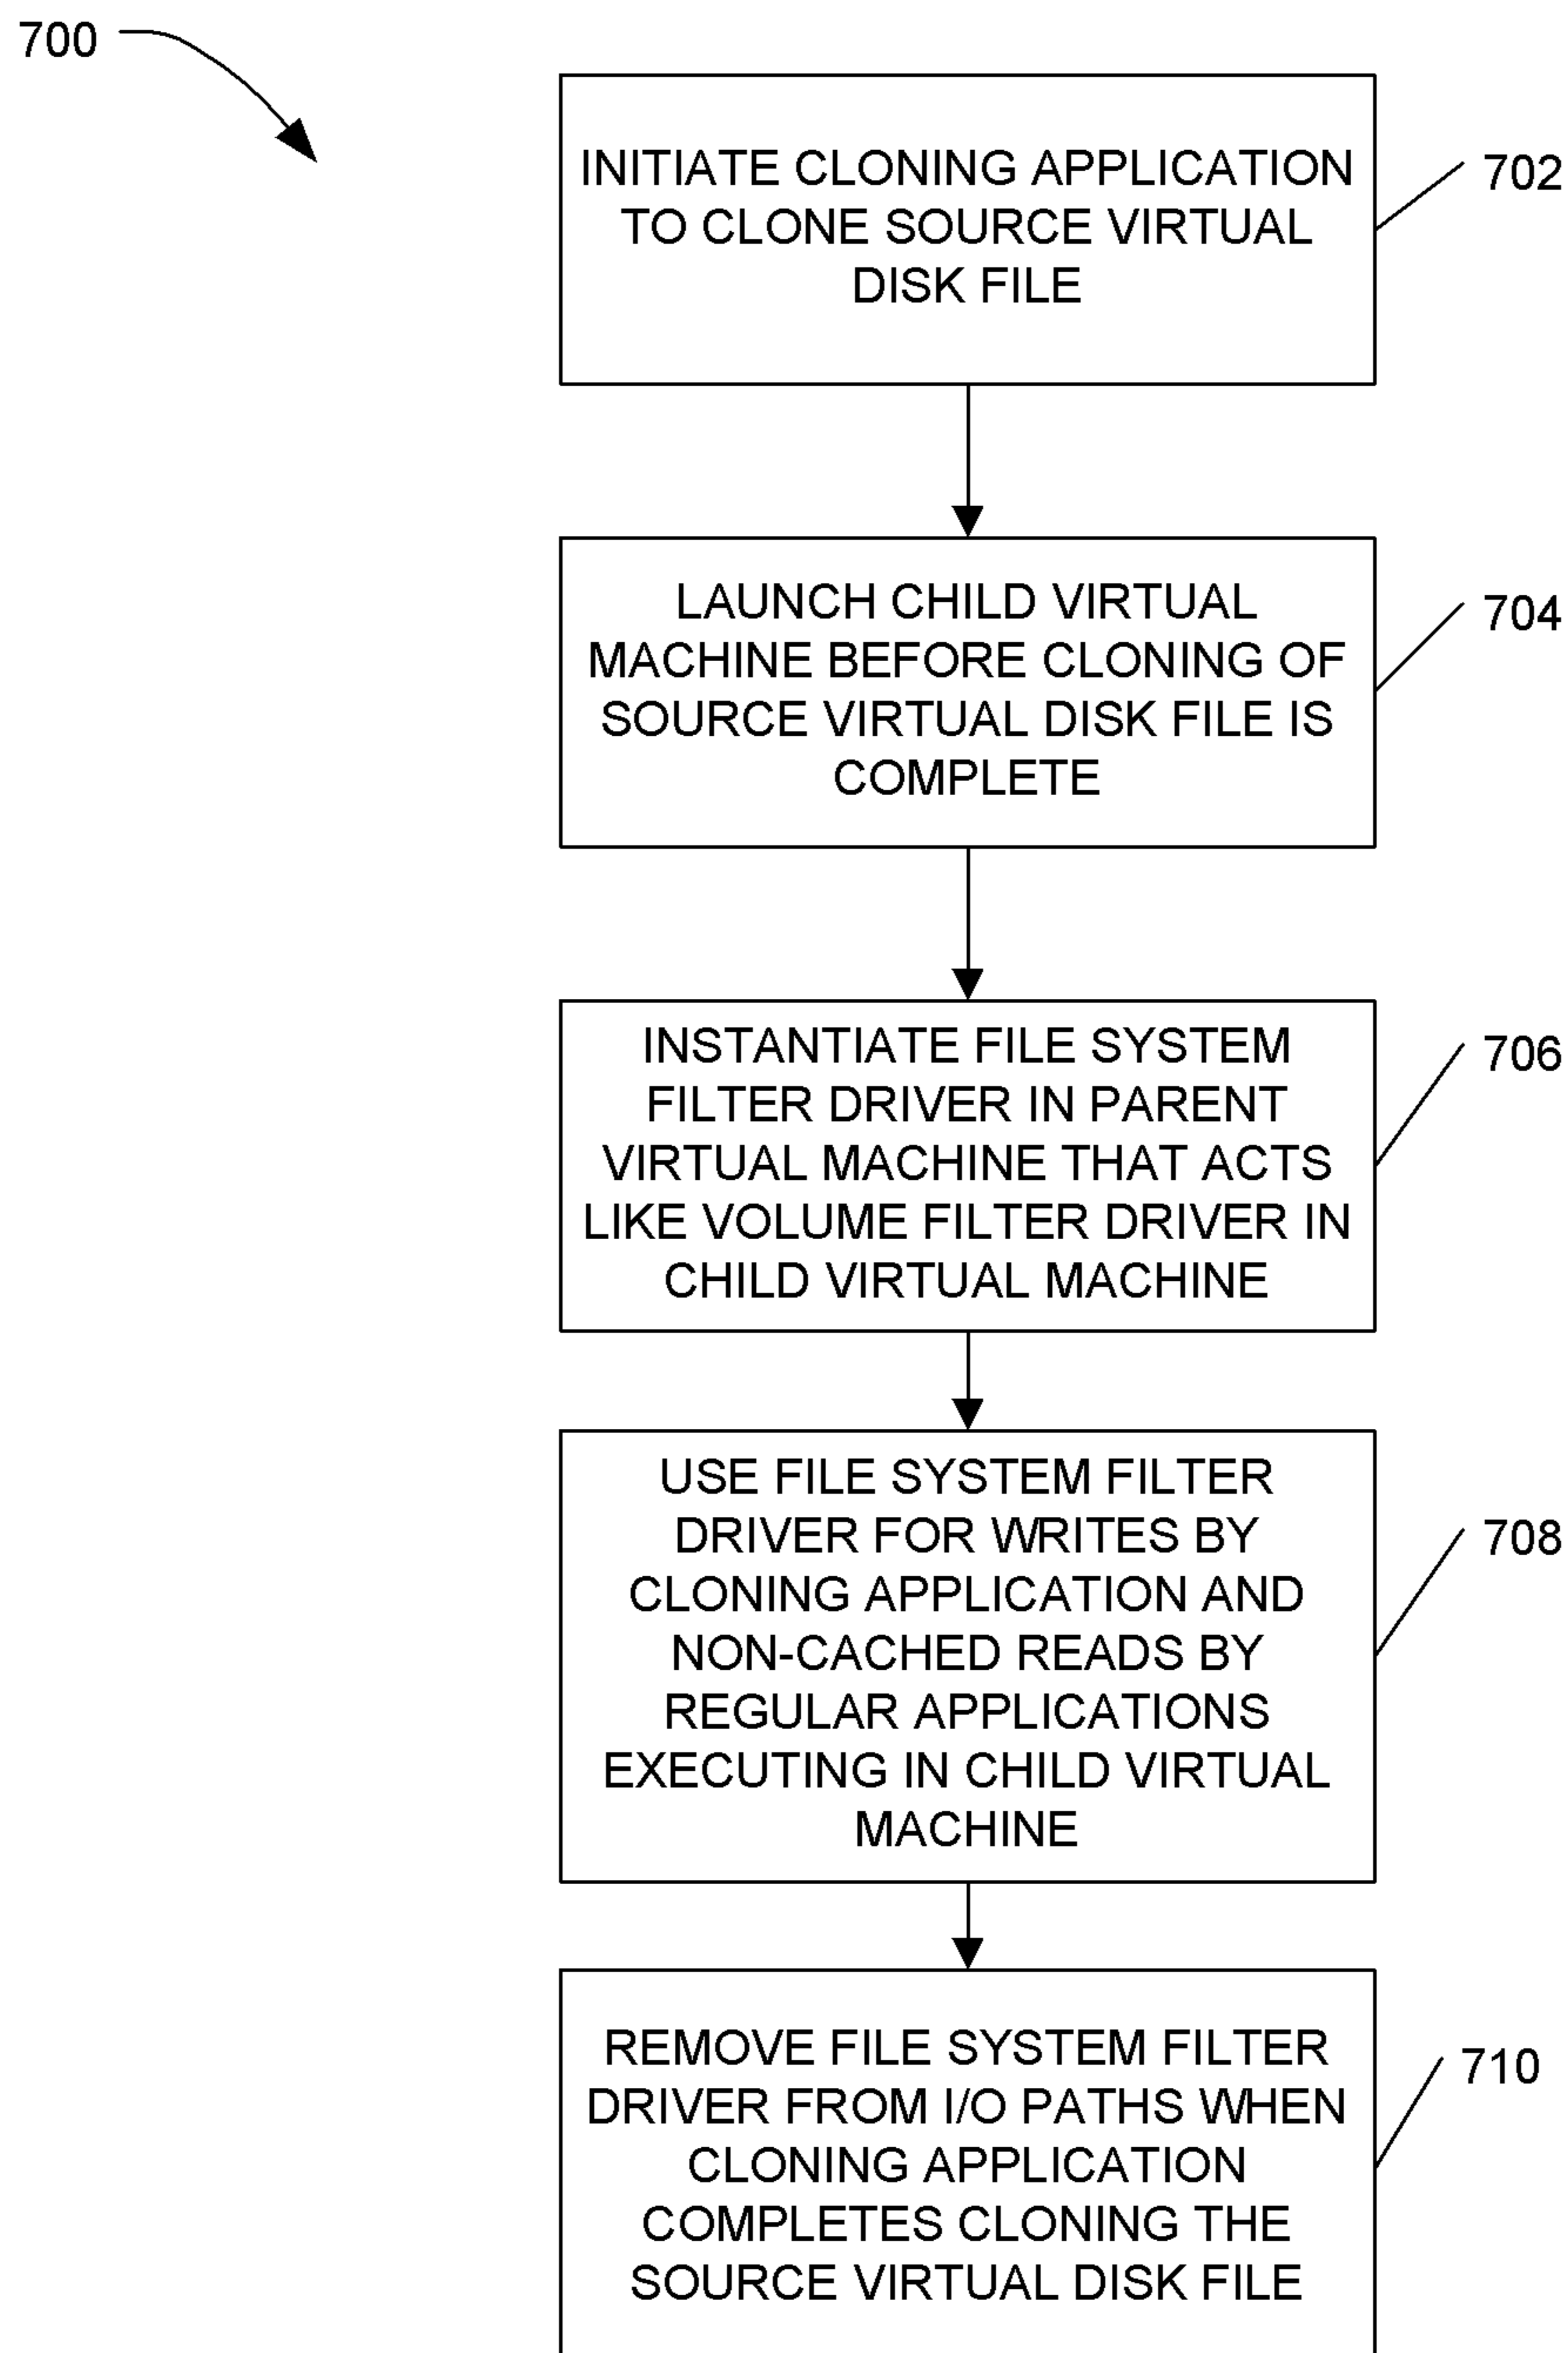 700
INITIATE CLONING APPLICATION
TO CLONE SOURCE VIRTUAL
DISK FILE
702
LAUNCH CHILD VIRTUAL
MACHINE BEFORE CLONING OF
SOURCE VIRTUAL DISK FILE IS
COMPLETE
704
INSTANTIATE FILE SYSTEM
FILTER DRIVER IN PARENT
VIRTUAL MACHINE THAT ACTS
LIKE VOLUME FILTER DRIVER IN
CHILD VIRTUAL MACHINE
706
USE FILE SYSTEM FILTER
DRIVER FOR WRITES BY
CLONING APPLICATION AND
NON-CACHED READS BY
REGULAR APPLICATIONS
EXECUTING IN CHILD VIRTUAL
MACHINE
708
REMOVE FILE SYSTEM FILTER
DRIVER FROM I/O PATHS WHEN
CLONING APPLICATION
COMPLETES CLONING THE
SOURCE VIRTUAL DISK FILE
710